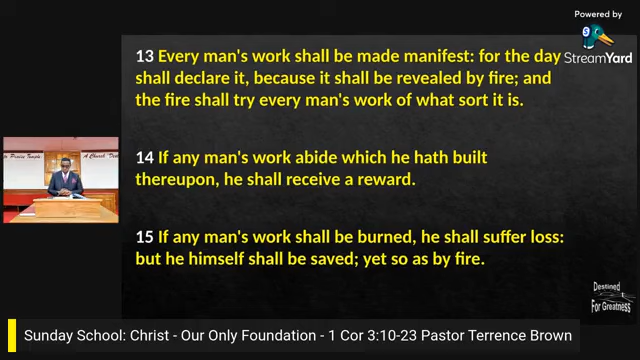 Powered by
StreamYard
13 Every man's work shall be made manifest: for the day
shall declare it, because it shall be revealed by fire; and
the fire shall try every man's work of what sort it is.
14 If any man's work abide which he hath built
thereupon, he shall receive a reward.
15 If any man's work shall be burned, he shall suffer loss:
but he himself shall be saved; yet so as by fire.
Praise Temple
A Church
Destined
For Greatness
Sunday School: Christ - Our Only Foundation - 1 Cor 3:10-23 Pastor Terrence Brown